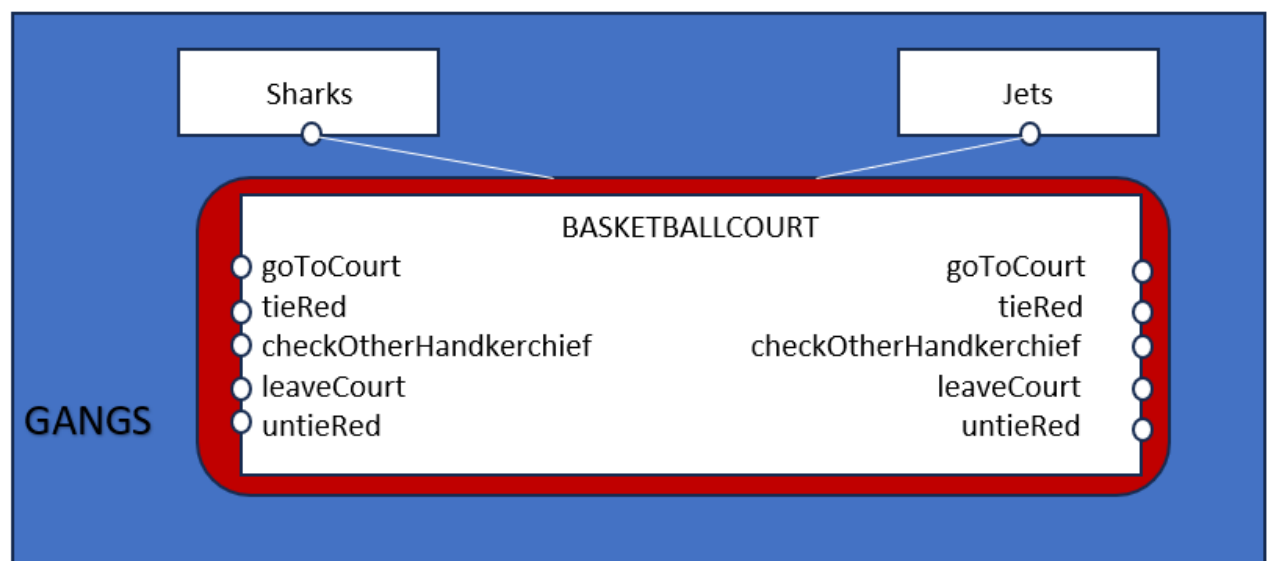 Sharks
Jets
BASKETBALLCOURT
goToCourt goToCourt
tieRed tieRed
checkOtherHandkerchief checkOtherHandkerchief
leaveCourt leaveCourt
GANGS
untieRed untieRed